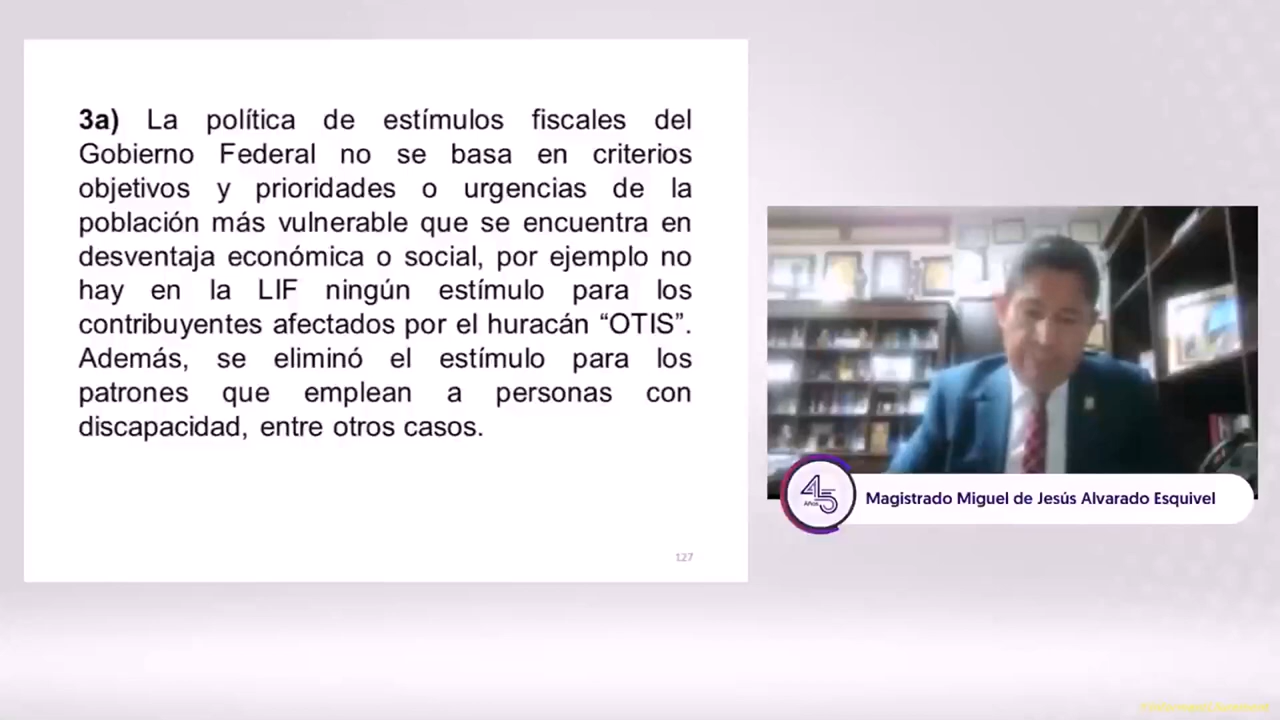 3a) La política de estímulos fiscales del
Gobierno Federal no se basa en criterios
objetivos y prioridades o urgencias de la
población más vulnerable que se encuentra en
desventaja económica o social, por ejemplo no
hay en la LIF ningún estímulo para los
contribuyentes afectados por el huracán “OTIS”.
Además, se eliminó el estímulo para los
patrones que emplean a personas con
discapacidad, entre otros casos.
127
45
Años
Magistrado Miguel de Jesús Alvarado Esquivel